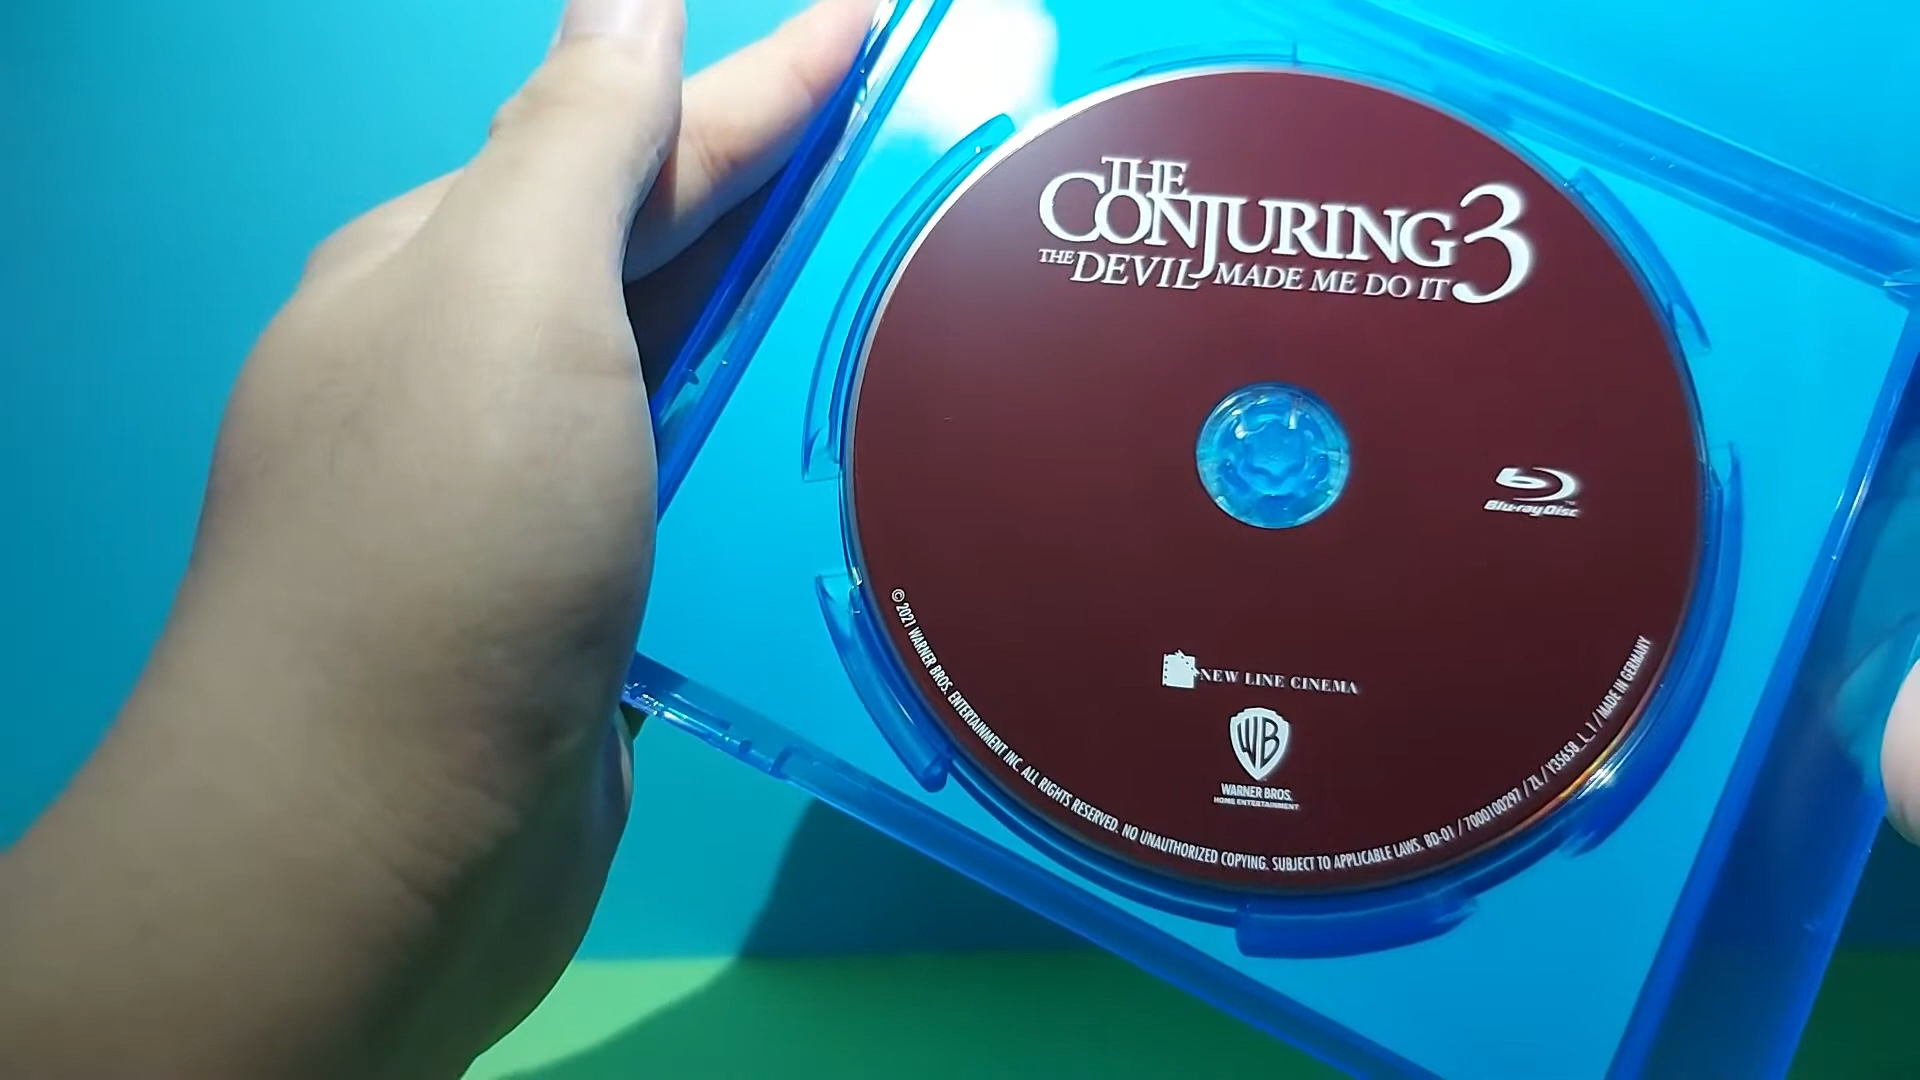 THE
CONJURING 3
THE DEVIL MADE ME DO IT
Blu-ray Disc
NEW LINE CINEMA
WB
WARNER BROS.
HOME ENTERTAINMENT
© 2021 WARNER BROS. ENTERTAINMENT INC. ALL RIGHTS RESERVED. NO UNAUTHORIZED COPYING. SUBJECT TO APPLICABLE LAWS. BD-01 / 7000100297 / ZL / Y35658_L_1 / MADE IN GERMANY